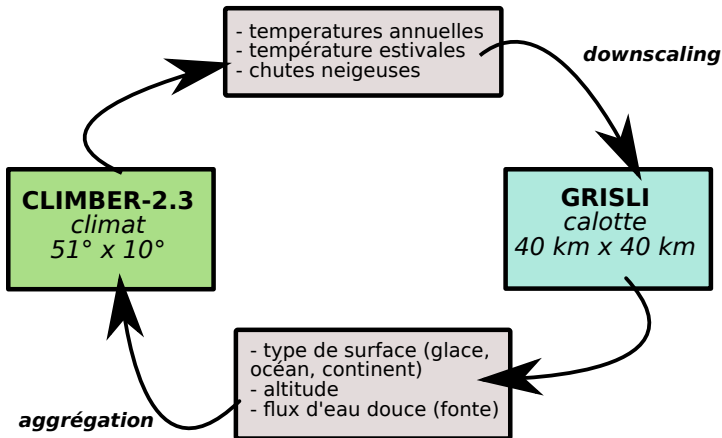 - temperatures annuelles
- température estivales
- chutes neigeuses
downscaling
CLIMBER-2.3
climat
51° x 10°
GRISLI
calotte
40 km x 40 km
- type de surface (glace,
océan, continent)
- altitude
- flux d'eau douce (fonte)
aggrégation